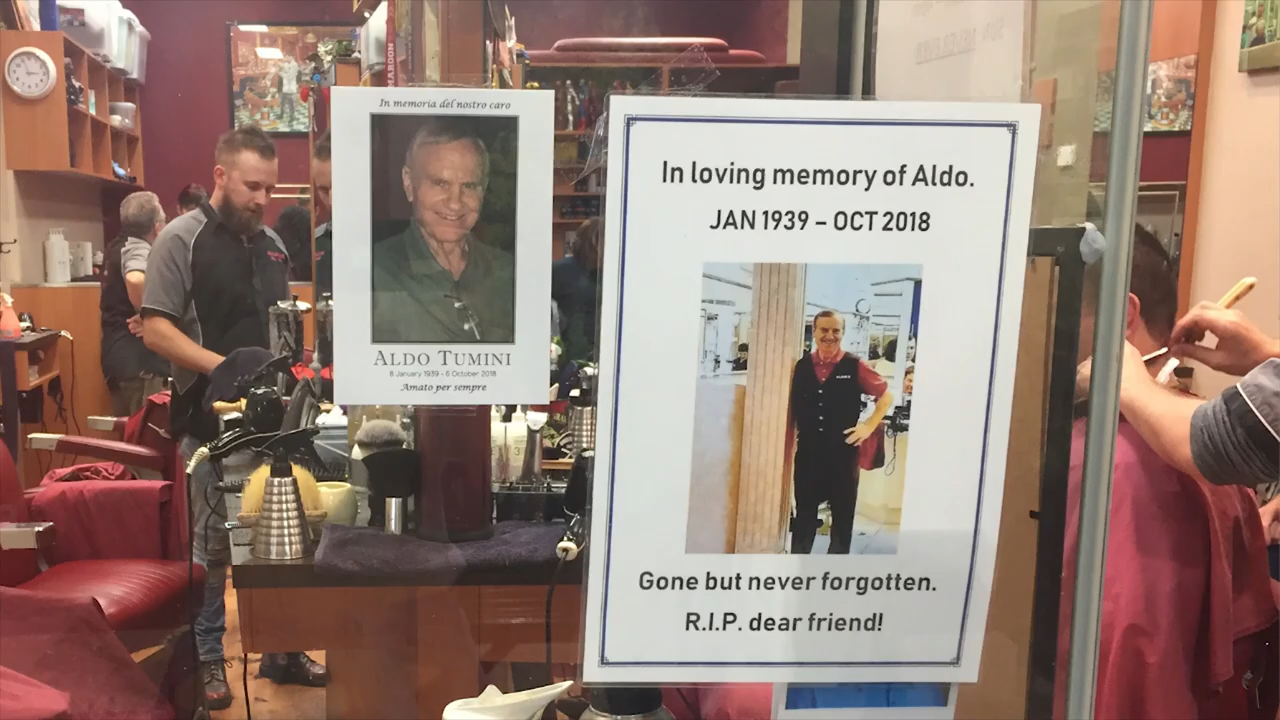 In memoria del nostro caro
ALDO TUMINI
8 January 1939 - 6 October 2018
Amato per sempre
In loving memory of Aldo.
JAN 1939 – OCT 2018
Gone but never forgotten.
R.I.P. dear friend!
MAROON